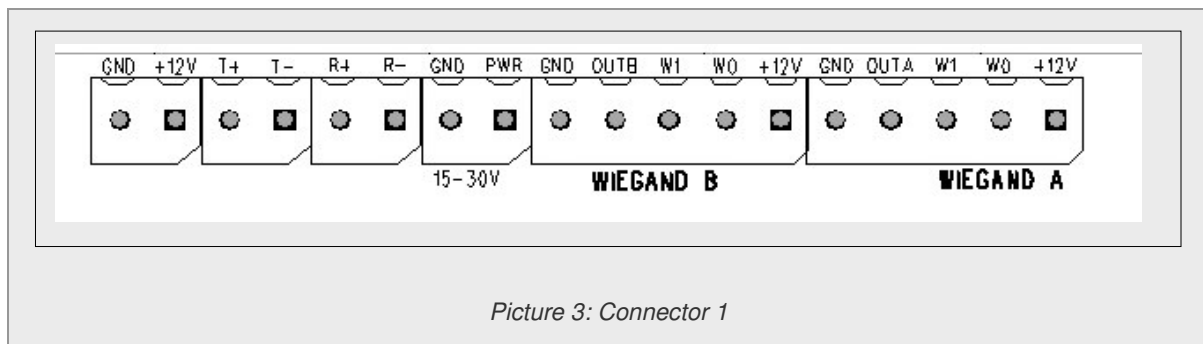 GND +12V T+ T- R+ R- GND PWR GND OUTB W1 W0 +12V GND OUTA W1 W0 +12V
15-30V WIEGAND B WIEGAND A
Picture 3: Connector 1